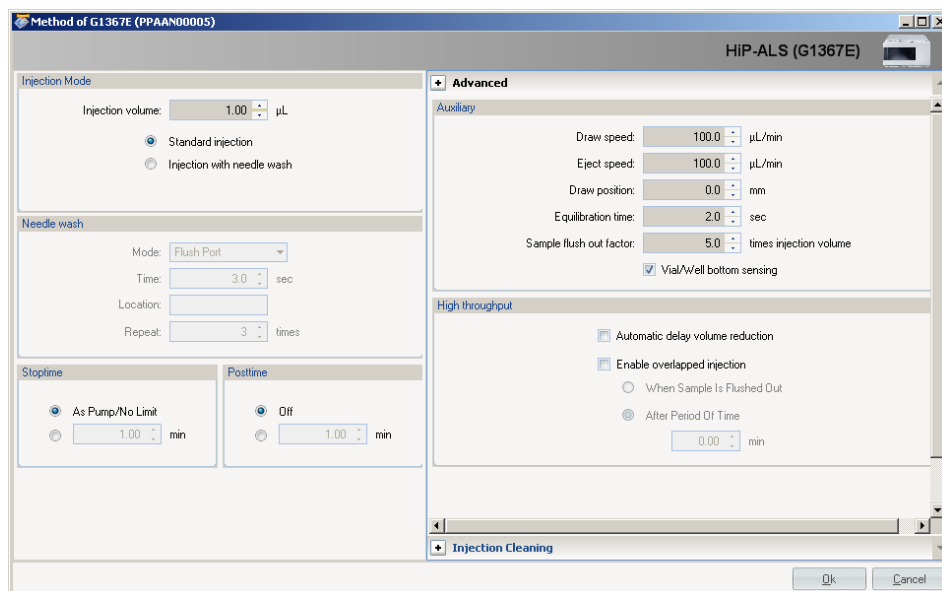 Method of G1367E (PPAAN00005)
HiP-ALS (G1367E)
Injection Mode
Injection volume: 1.00 µL
Standard injection
Injection with needle wash
Needle wash
Mode: Flush Port
Time: 3.0 sec
Location:
Repeat: 3 times
Stoptime
As Pump/No Limit
1.00 min
Posttime
Off
1.00 min
Advanced
Auxiliary
Draw speed: 100.0 µL/min
Eject speed: 100.0 µL/min
Draw position: 0.0 mm
Equilibration time: 2.0 sec
Sample flush out factor: 5.0 times injection volume
Vial/Well bottom sensing
High throughput
Automatic delay volume reduction
Enable overlapped injection
When Sample Is Flushed Out
After Period Of Time
0.00 min
Injection Cleaning
Ok Cancel